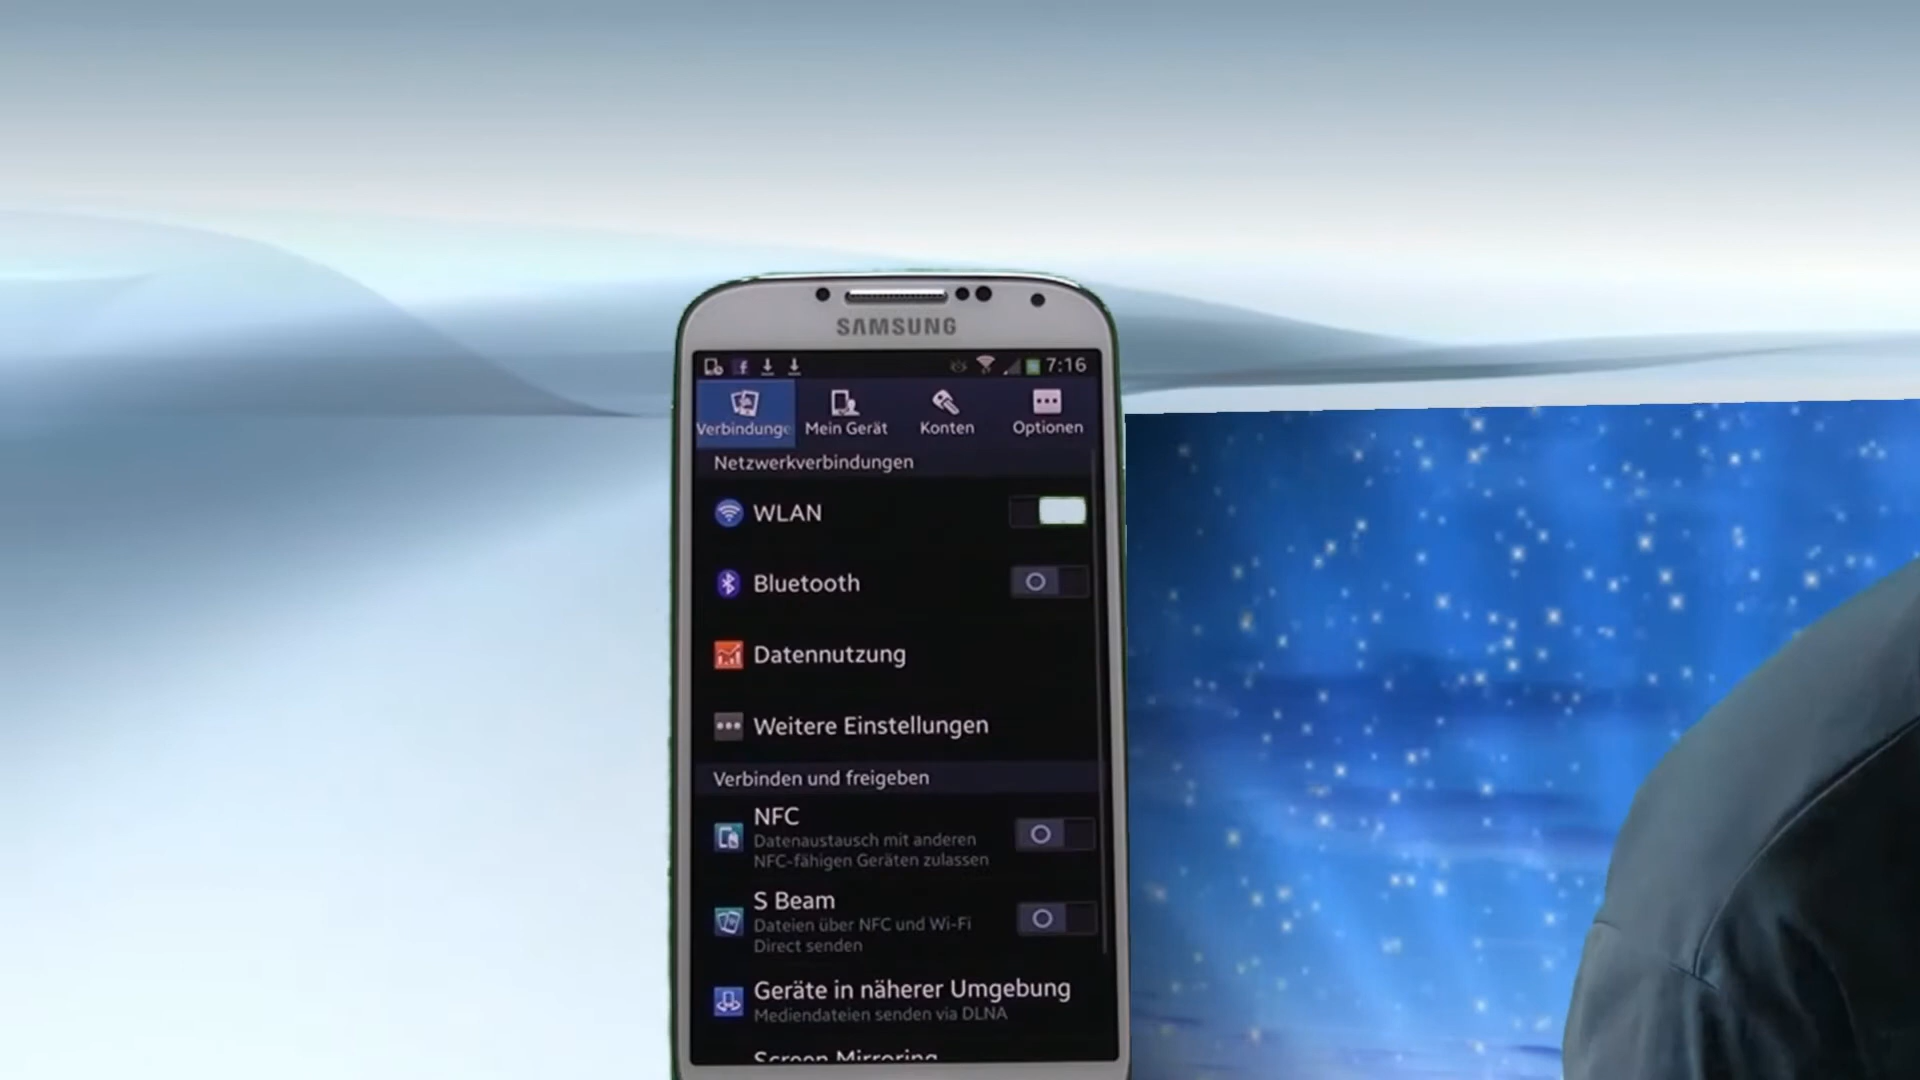 SAMSUNG
7:16
Verbindunge
Mein Gerät
Konten
Optionen
Netzwerkverbindungen
WLAN
Bluetooth
Datennutzung
Weitere Einstellungen
Verbinden und freigeben
NFC
Datenaustausch mit anderen
NFC-fähigen Geräten zulassen
S Beam
Dateien über NFC und Wi-Fi
Direct senden
Geräte in näherer Umgebung
Mediendateien senden via DLNA
Screen Mirroring